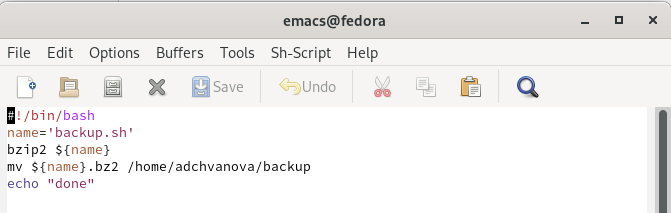 emacs@fedora
File Edit Options Buffers Tools Sh-Script Help
Save Undo
#!/bin/bash
name='backup.sh'
bzip2 ${name}
mv ${name}.bz2 /home/adchvanova/backup
echo "done"